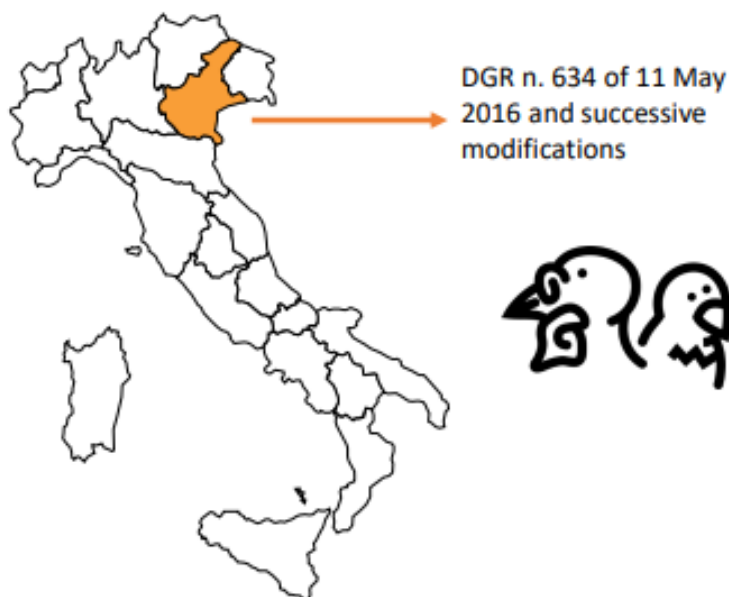 DGR n. 634 of 11 May
2016 and successive
modifications